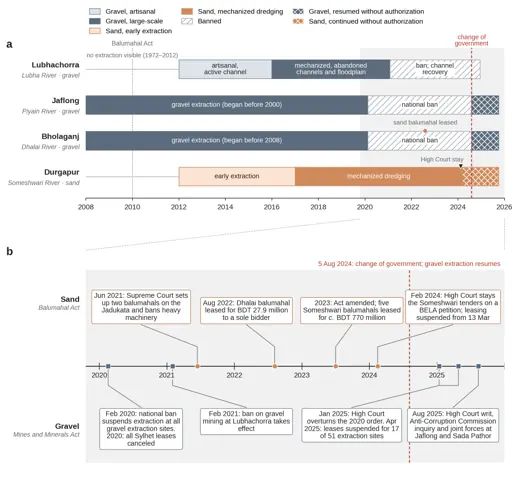 Gravel, artisanal
Gravel, large-scale
Sand, early extraction
Sand, mechanized dredging
Banned
Gravel, resumed without authorization
Sand, continued without authorization
a
Balumahal Act
change of
government
no extraction visible (1972–2012)
Lubhachorra
Lubha River · gravel
artisanal,
active channel
mechanized, abandoned
channels and floodplain
ban; channel
recovery
Jaflong
Piyain River · gravel
gravel extraction (began before 2000)
national ban
sand balumahal leased
Bholaganj
Dhalai River · gravel
gravel extraction (began before 2008)
national ban
High Court stay
Durgapur
Someshwari River · sand
early extraction
mechanized dredging
2008 2010 2012 2014 2016 2018 2020 2022 2024 2026
b
5 Aug 2024: change of government; gravel extraction resumes
Sand
Balumahal Act
Jun 2021: Supreme Court sets
up two balumahals on the
Jadukata and bans heavy
machinery
Aug 2022: Dhalai balumahal
leased for BDT 27.9 million
to a sole bidder
2023: Act amended; five
Someshwari balumahals leased
for c. BDT 770 million
Feb 2024: High Court stays
the Someshwari tenders on a
BELA petition; leasing
suspended from 13 Mar
2020 2021 2022 2023 2024 2025
Gravel
Mines and Minerals Act
Feb 2020: national ban
suspends extraction at all
gravel extraction sites.
2020: all Sylhet leases
canceled
Feb 2021: ban on gravel
mining at Lubhachorra takes
effect
Jan 2025: High Court
overturns the 2020 order. Apr
2025: leases suspended for 17
of 51 extraction sites
Aug 2025: High Court writ,
Anti-Corruption Commission
inquiry and joint forces at
Jaflong and Sada Pathor